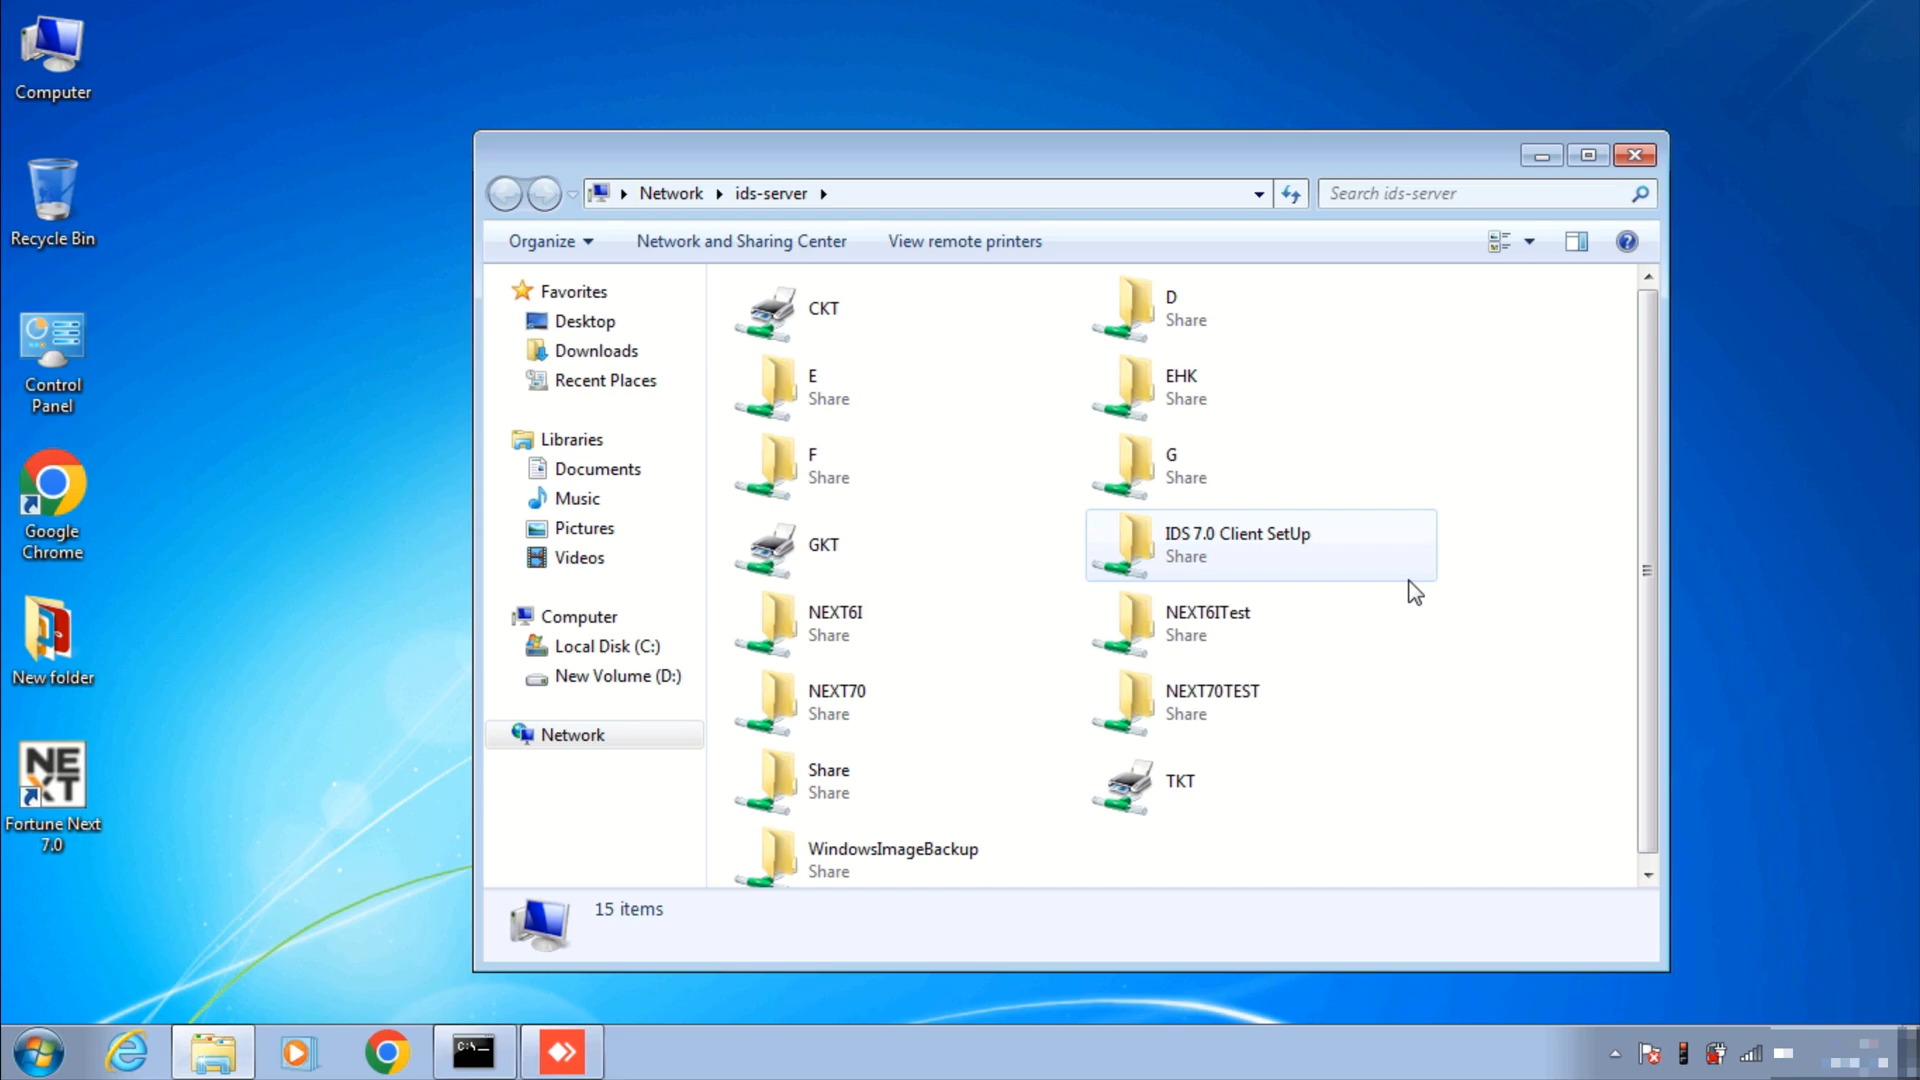 Computer
Recycle Bin
Control
Panel
Google
Chrome
New folder
NE
XT
Fortune Next
7.0
Network
ids-server
Search ids-server
Organize
Network and Sharing Center
View remote printers
Favorites
Desktop
Downloads
Recent Places
Libraries
Documents
Music
Pictures
Videos
Computer
Local Disk (C:)
New Volume (D:)
Network
CKT
D
Share
E
Share
EHK
Share
F
Share
G
Share
GKT
IDS 7.0 Client SetUp
Share
NEXT6I
Share
NEXT6ITest
Share
NEXT70
Share
NEXT70TEST
Share
Share
Share
TKT
WindowsImageBackup
Share
15 items
C:\